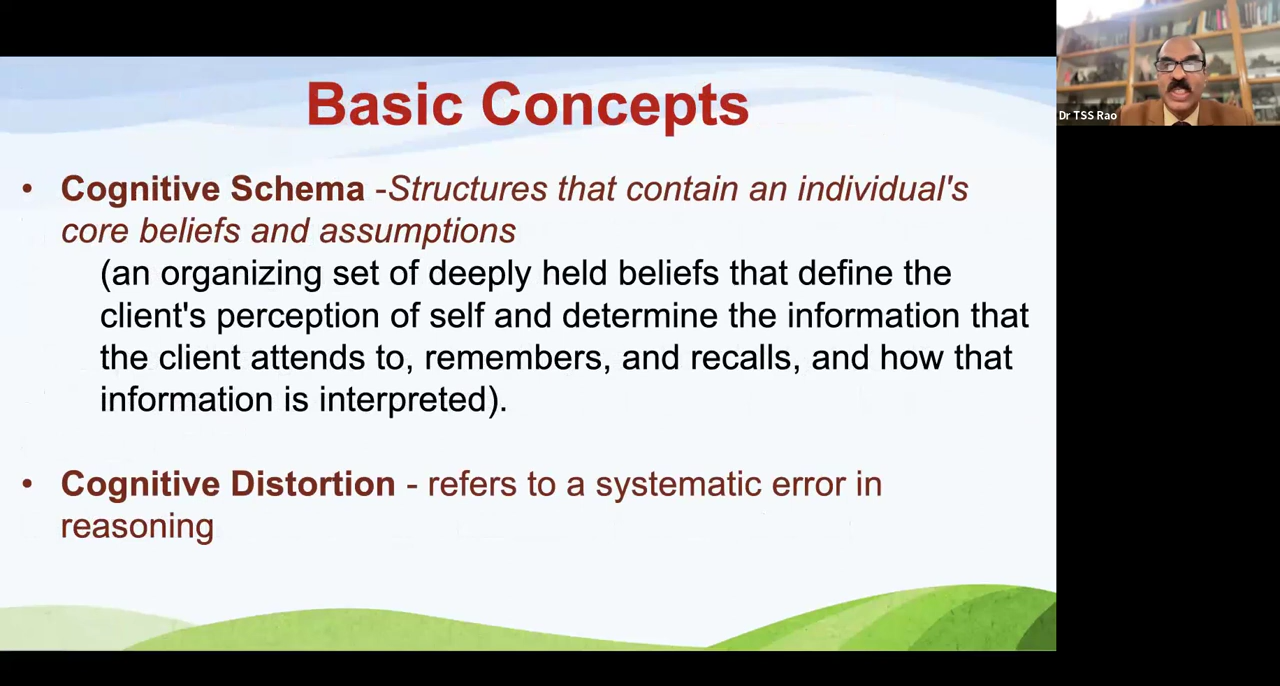 Basic Concepts
• Cognitive Schema -Structures that contain an individual's
core beliefs and assumptions
(an organizing set of deeply held beliefs that define the
client's perception of self and determine the information that
the client attends to, remembers, and recalls, and how that
information is interpreted).
• Cognitive Distortion - refers to a systematic error in
reasoning
Dr TSS Rao